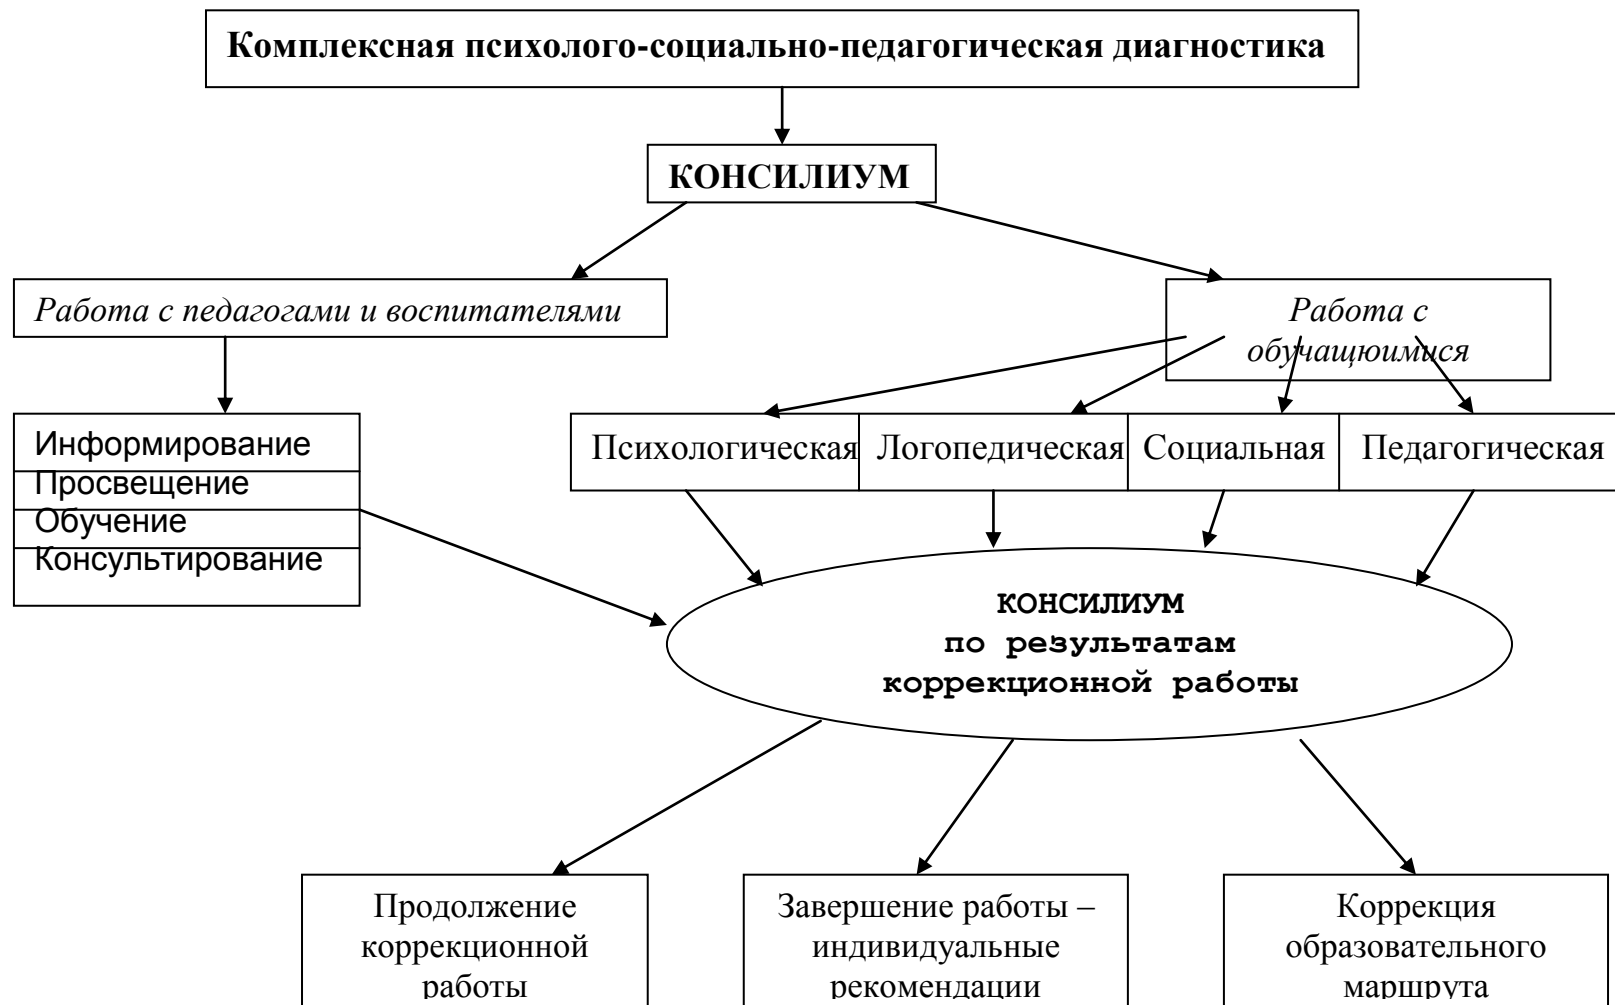 Комплексная психолого-социально-педагогическая диагностика
КОНСИЛИУМ
Работа с педагогами и воспитателями
Работа с
обучащюимися
Информирование
Просвещение
Обучение
Консультирование
Психологическая
Логопедическая
Социальная
Педагогическая
КОНСИЛИУМ
по результатам
коррекционной работы
Продолжение
коррекционной
работы
Завершение работы –
индивидуальные
рекомендации
Коррекция
образовательного
маршрута